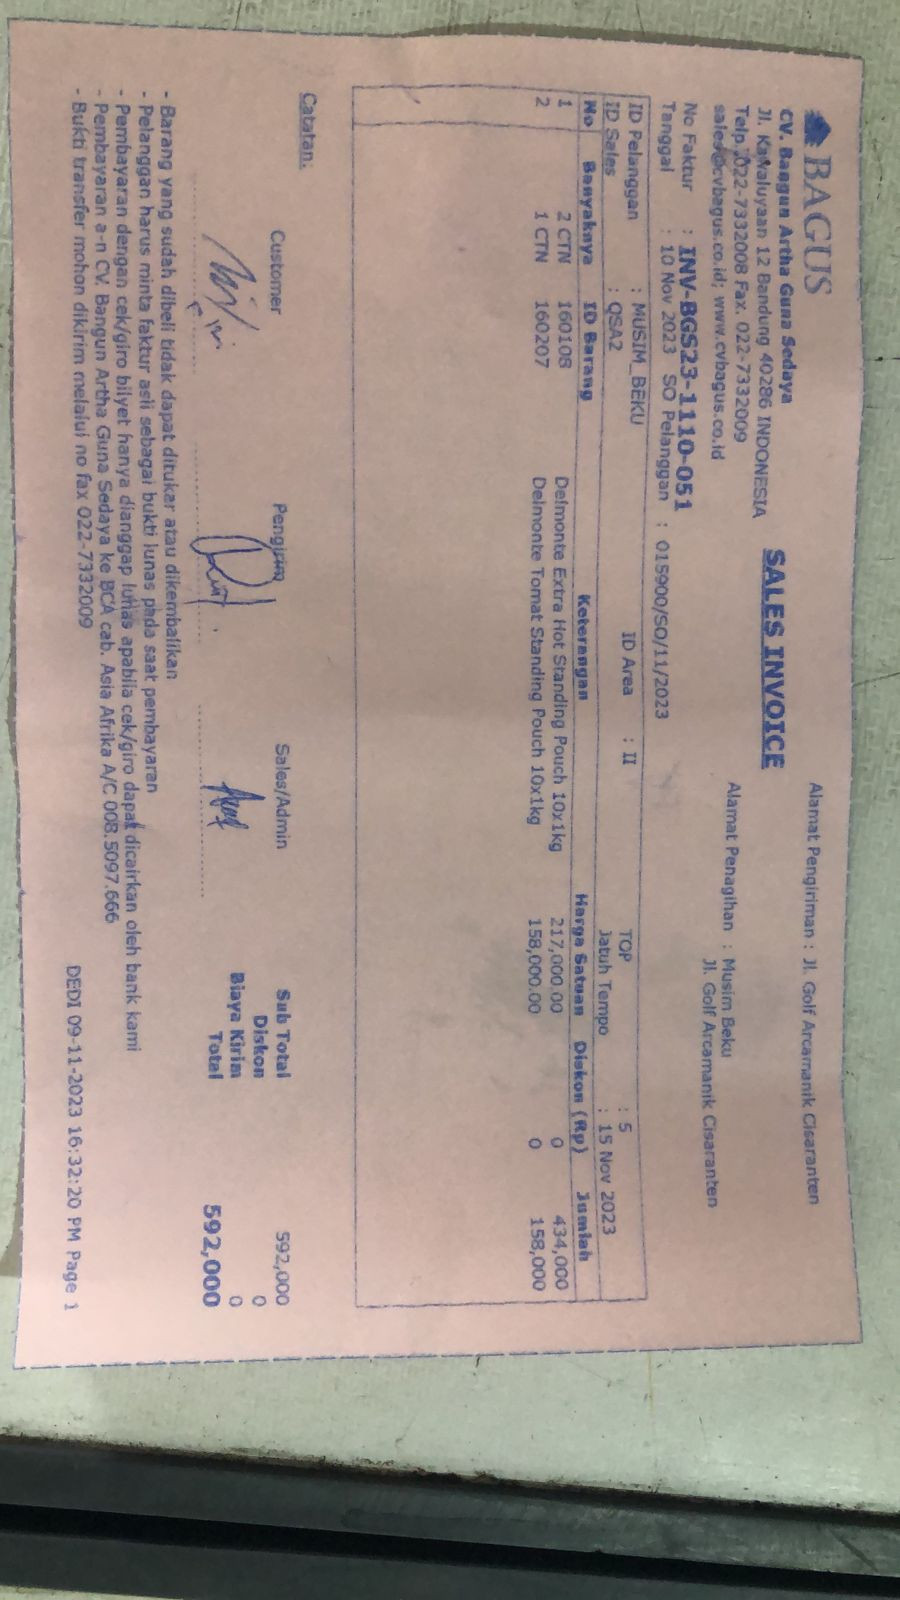 BAGUS
CV. Bangun Artha Guna Sedaya
Jl. Kawaluyaan 12 Bandung 40286 INDONESIA
Telp. 022-7332008 Fax. 022-7332009
sales@cvbagus.co.id; www.cvbagus.co.id
SALES INVOICE
Alamat Pengiriman : Jl. Golf Arcamanik Cisaranten
Alamat Penagihan : Musim Beku
Jl. Golf Arcamanik Cisaranten
No Faktur : INV-BGS23-1110-051
Tanggal : 10 Nov 2023 SO Pelanggan : 015900/SO/11/2023
ID Pelanggan : MUSIM_BEKU ID Area : II TOP : 5
ID Sales : QSA2 Jatuh Tempo : 15 Nov 2023
No Banyaknya ID Barang Keterangan Harga Satuan Diskon (Rp) Jumlah
1 2 CTN 160108 Delmonte Extra Hot Standing Pouch 10x1kg 217,000.00 0 434,000
2 1 CTN 160207 Delmonte Tomat Standing Pouch 10x1kg 158,000.00 0 158,000
Catatan:
Customer Pengirim Sales/Admin
Sub Total 592,000
Diskon 0
Biaya Kirim 0
Total 592,000
- Barang yang sudah dibeli tidak dapat ditukar atau dikembalikan
- Pelanggan harus minta faktur asli sebagai bukti lunas pada saat pembayaran
- Pembayaran dengan cek/giro bilyet hanya dianggap lunas apabila cek/giro dapat dicairkan oleh bank kami
- Pembayaran a-n CV. Bangun Artha Guna Sedaya ke BCA cab. Asia Afrika A/C 008.5097.666
- Bukti transfer mohon dikirim melalui no fax 022-7332009
DEDI 09-11-2023 16:32:20 PM Page 1